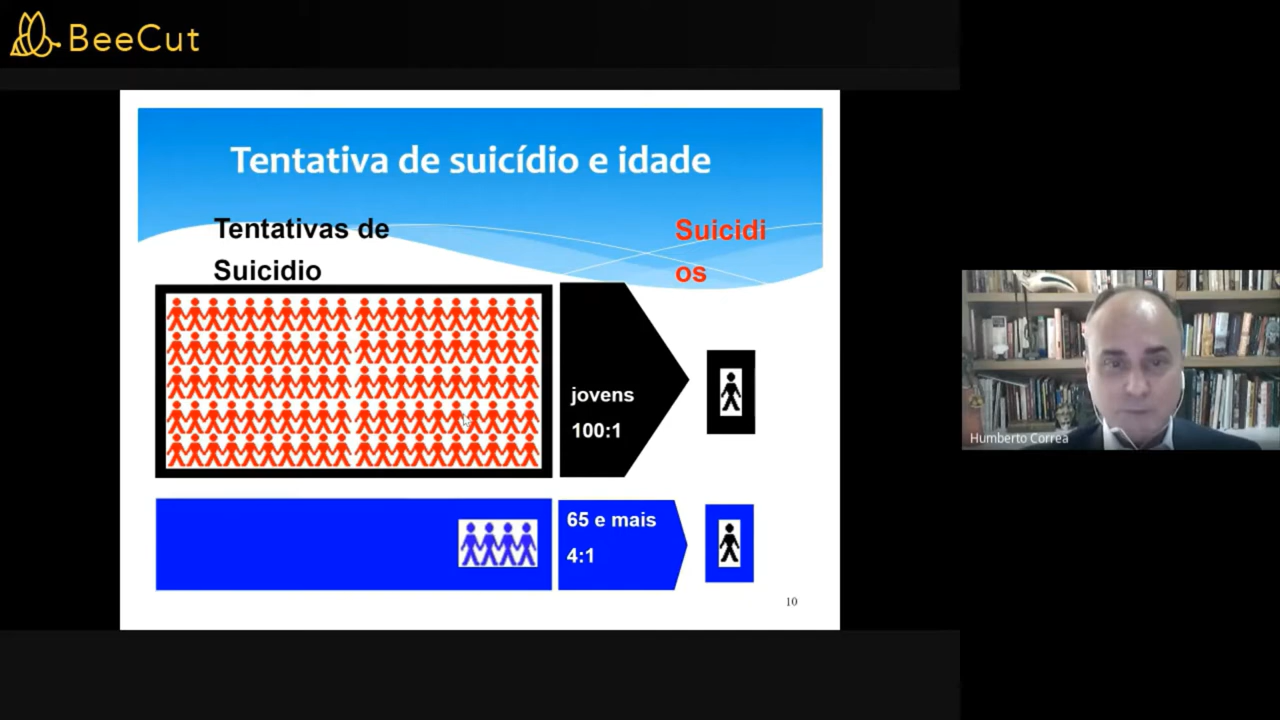 BeeCut
Tentativa de suicídio e idade
Tentativas de
Suicidio
Suicidi
os
jovens
100:1
65 e mais
4:1
10
Humberto Correa